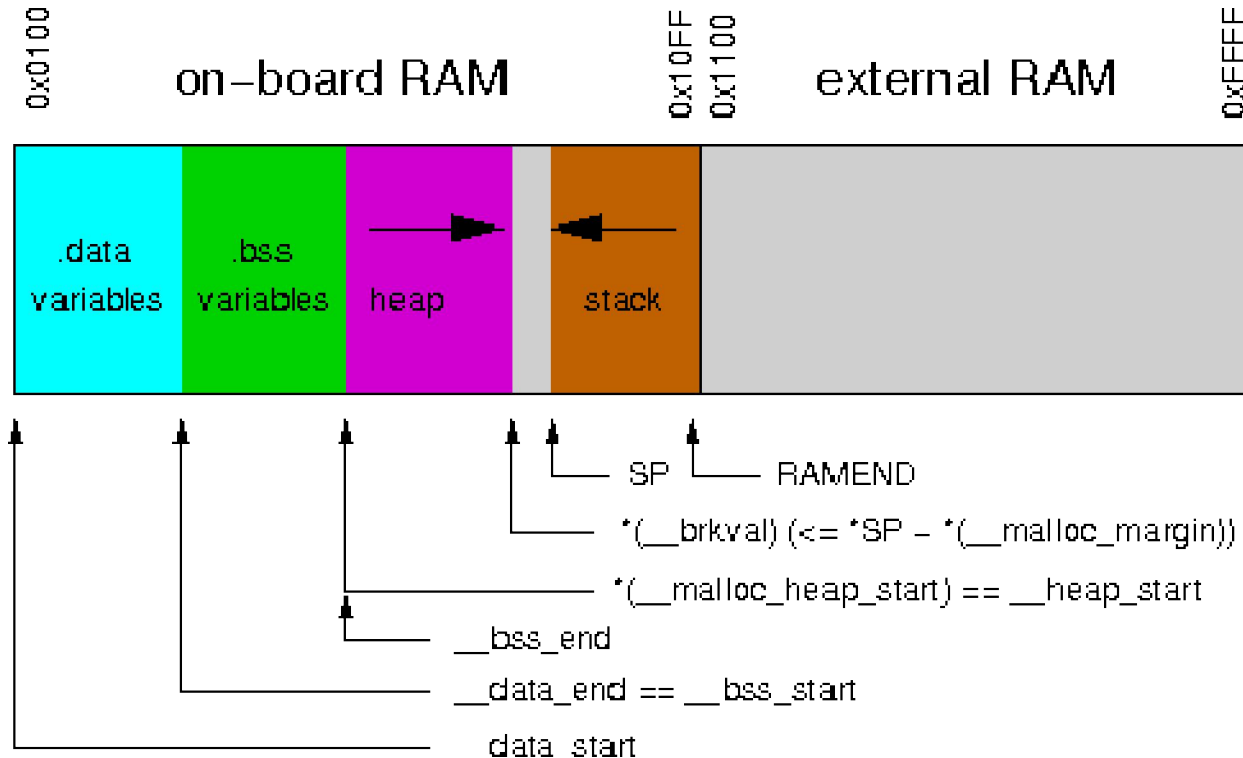 0x0100
on-board RAM
0x10FF
0x1100
external RAM
0xFFFF
.data
variables
.bss
variables
heap
stack
SP
RAMEND
*(__brkval) (<= *SP - *(__malloc_margin))
*(__malloc_heap_start) == __heap_start
__bss_end
__data_end == __bss_start
__data_start